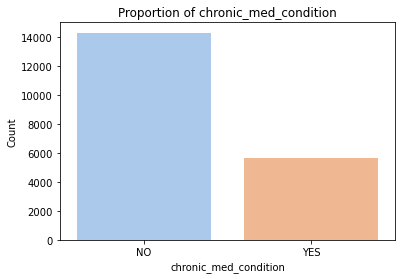 Proportion of chronic_med_condition
14000
12000
10000
8000
6000
4000
2000
0
Count
NO
YES
chronic_med_condition